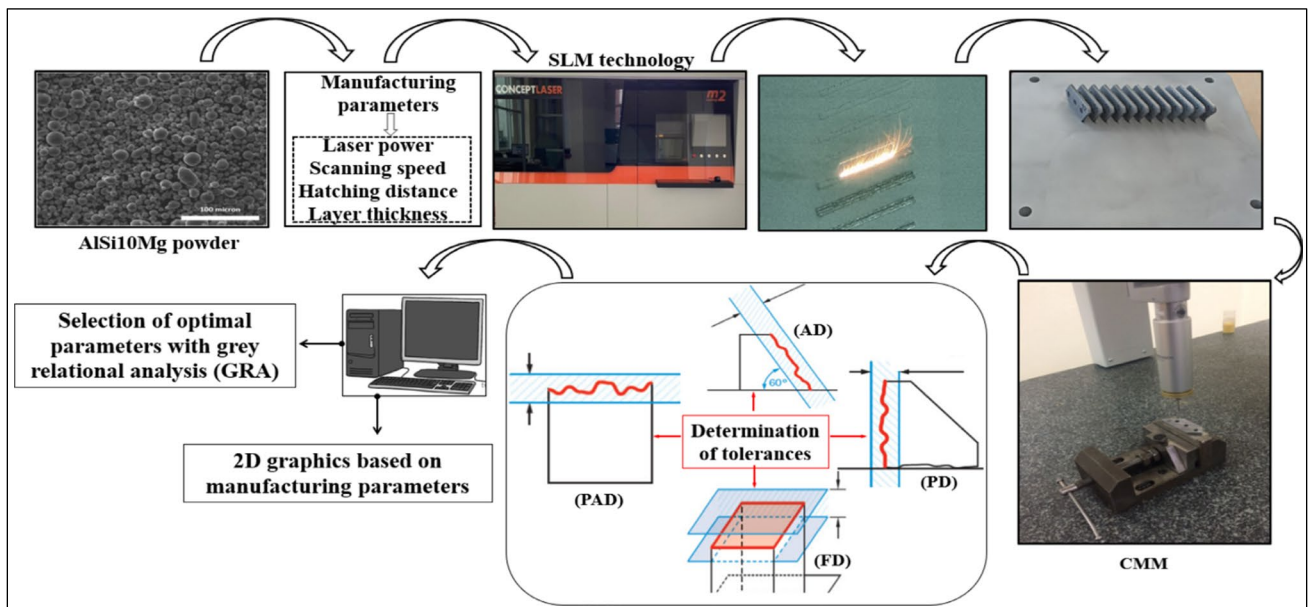 SLM technology
Manufacturing
parameters
Laser power
Scanning speed
Hatching distance
Layer thickness
CONCEPTLASER
m2
100 micron
AlSi10Mg powder
Selection of optimal
parameters with grey
relational analysis (GRA)
2D graphics based on
manufacturing parameters
(AD)
60°
Determination
of tolerances
(PAD)
(PD)
(FD)
CMM